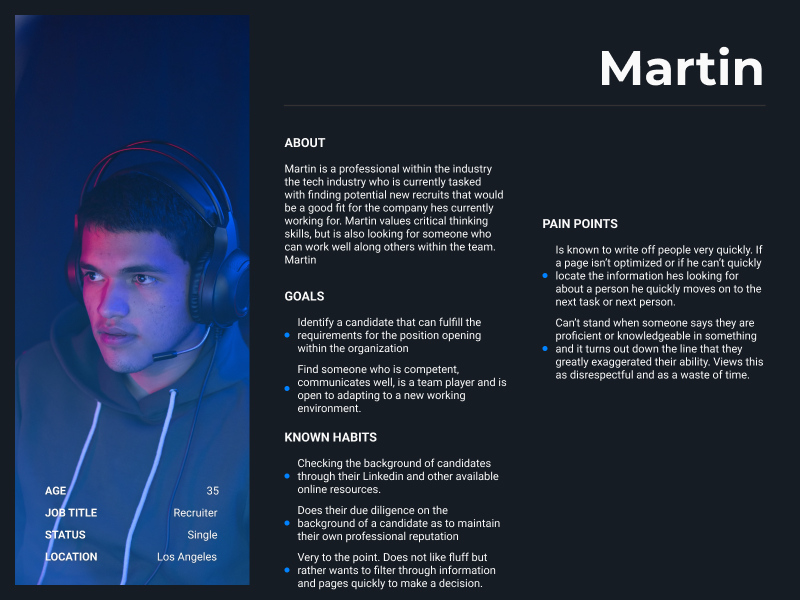 Martin
ABOUT
Martin is a professional within the industry
the tech industry who is currently tasked
with finding potential new recruits that would
be a good fit for the company hes currently
working for. Martin values critical thinking
skills, but is also looking for someone who
can work well along others within the team.
Martin
GOALS
Identify a candidate that can fulfill the
requirements for the position opening
within the organization
Find someone who is competent,
communicates well, is a team player and is
open to adapting to a new working
environment.
KNOWN HABITS
Checking the background of candidates
through their Linkedin and other available
online resources.
Does their due diligence on the
background of a candidate as to maintain
their own professional reputation
Very to the point. Does not like fluff but
rather wants to filter through information
and pages quickly to make a decision.
PAIN POINTS
Is known to write off people very quickly. If
a page isn't optimized or if he can't quickly
locate the information hes looking for
about a person he quickly moves on to the
next task or next person.
Can't stand when someone says they are
proficient or knowledgeable in something
and it turns out down the line that they
greatly exaggerated their ability. Views this
as disrespectful and as a waste of time.
AGE 35
JOB TITLE Recruiter
STATUS Single
LOCATION Los Angeles